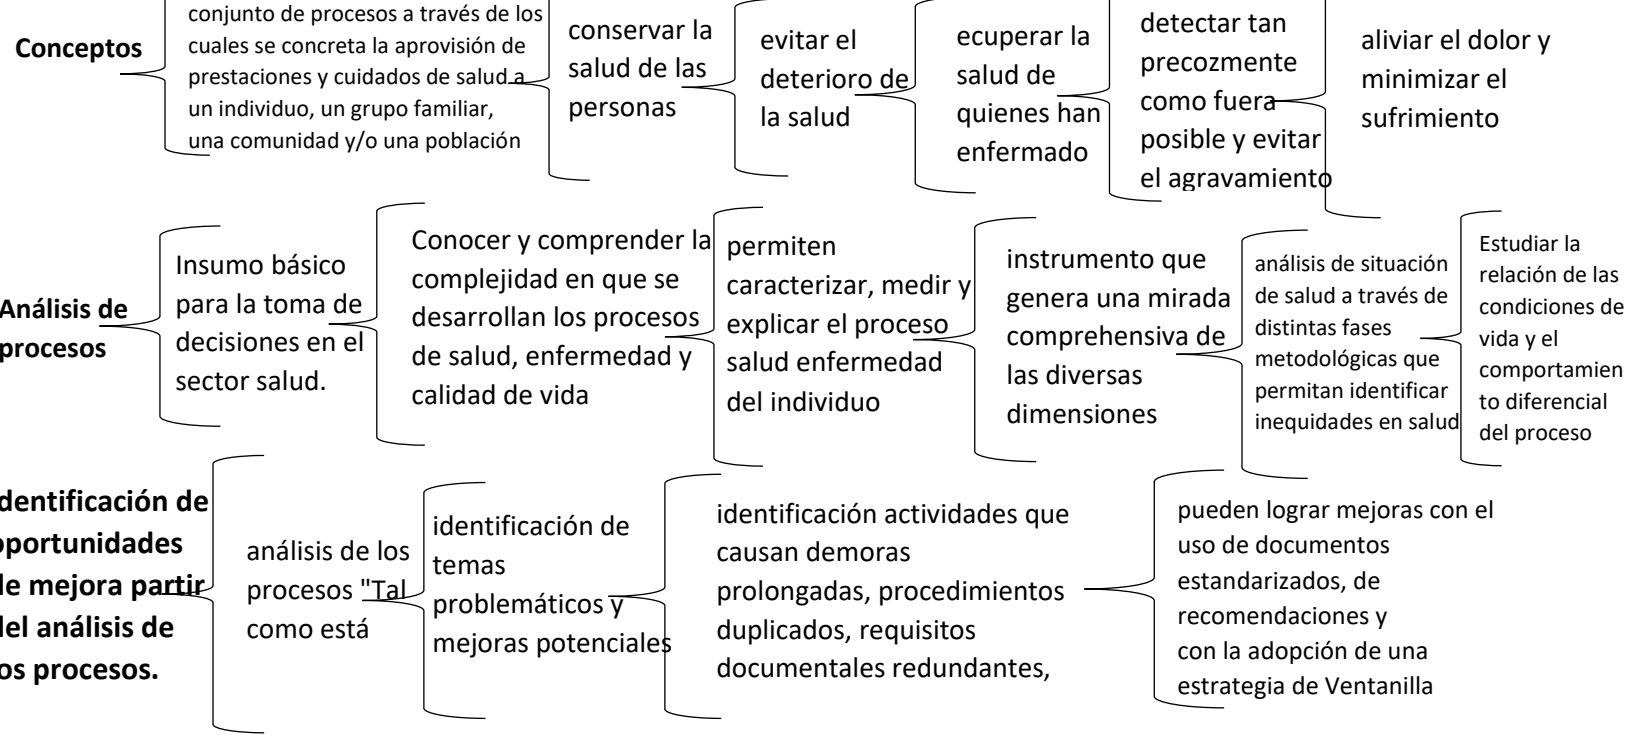 Conceptos
conjunto de procesos a través de los
cuales se concreta la aprovisión de
prestaciones y cuidados de salud a
un individuo, un grupo familiar,
una comunidad y/o una población
conservar la
salud de las
personas
evitar el
deterioro de
la salud
ecuperar la
salud de
quienes han
enfermado
detectar tan
precozmente
como fuera
posible y evitar
el agravamiento
aliviar el dolor y
minimizar el
sufrimiento
Análisis de
procesos
Insumo básico
para la toma de
decisiones en el
sector salud.
Conocer y comprender la
complejidad en que se
desarrollan los procesos
de salud, enfermedad y
calidad de vida
permiten
caracterizar, medir y
explicar el proceso
salud enfermedad
del individuo
instrumento que
genera una mirada
comprehensiva de
las diversas
dimensiones
análisis de situación
de salud a través de
distintas fases
metodológicas que
permitan identificar
inequidades en salud
Estudiar la
relación de las
condiciones de
vida y el
comportamien
to diferencial
del proceso
dentificación de
oportunidades
de mejora partir
del análisis de
os procesos.
análisis de los
procesos "Tal
como está
identificación de
temas
problemáticos y
mejoras potenciales
identificación actividades que
causan demoras
prolongadas, procedimientos
duplicados, requisitos
documentales redundantes,
pueden lograr mejoras con el
uso de documentos
estandarizados, de
recomendaciones y
con la adopción de una
estrategia de Ventanilla